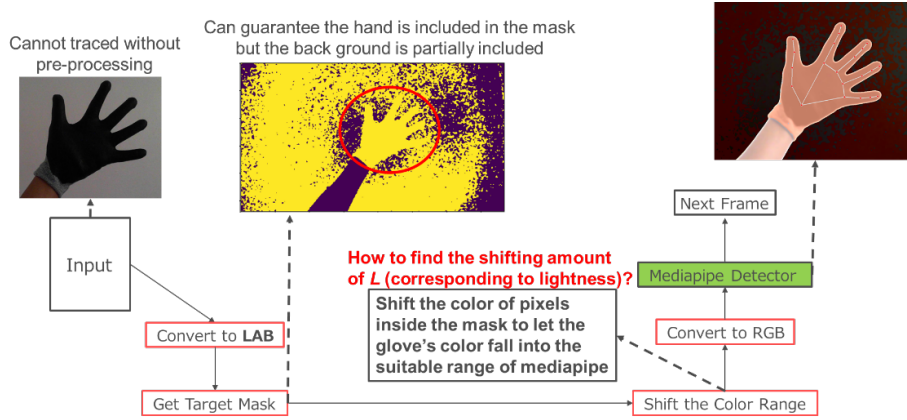 Cannot traced without
pre-processing
Can guarantee the hand is included in the mask
but the back ground is partially included
Input
Convert to LAB
Get Target Mask
How to find the shifting amount
of L (corresponding to lightness)?
Shift the color of pixels
inside the mask to let the
glove's color fall into the
suitable range of mediapipe
Next Frame
Mediapipe Detector
Convert to RGB
Shift the Color Range